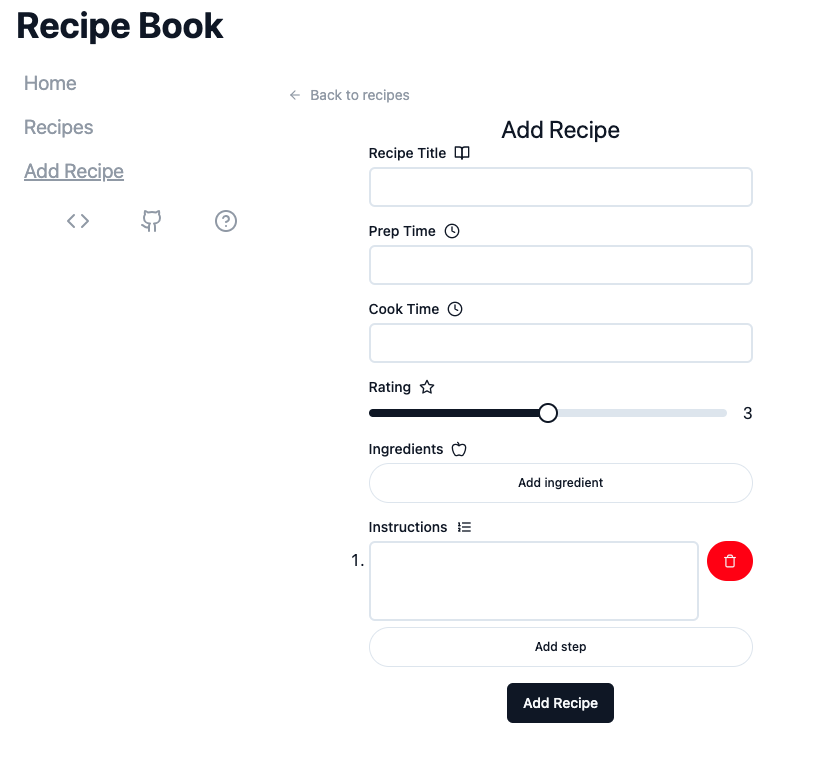 Recipe Book
Home
Recipes
Add Recipe
Back to recipes
Add Recipe
Recipe Title
Prep Time
Cook Time
Rating
3
Ingredients
Add ingredient
Instructions
1.
Add step
Add Recipe